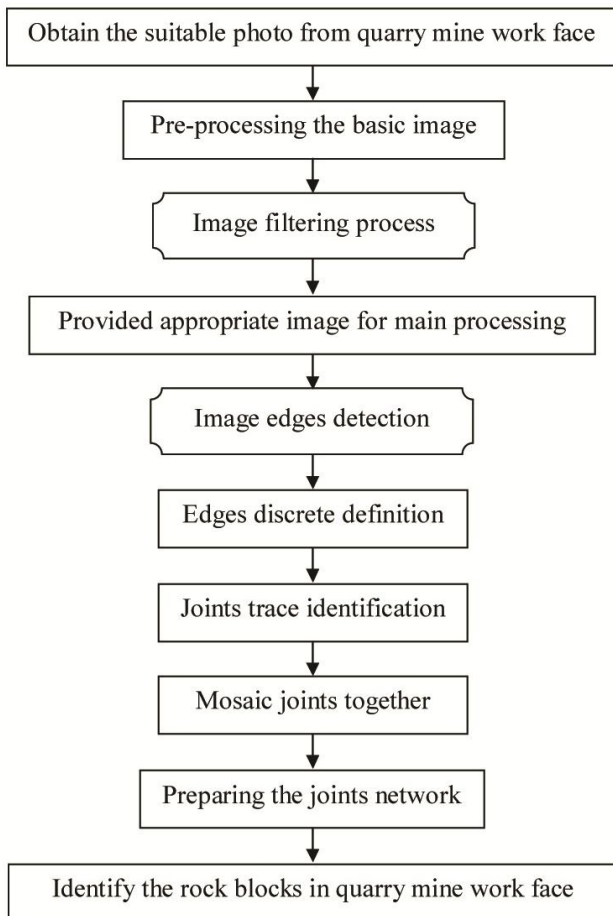 Obtain the suitable photo from quarry mine work face
Pre-processing the basic image
Image filtering process
Provided appropriate image for main processing
Image edges detection
Edges discrete definition
Joints trace identification
Mosaic joints together
Preparing the joints network
Identify the rock blocks in quarry mine work face